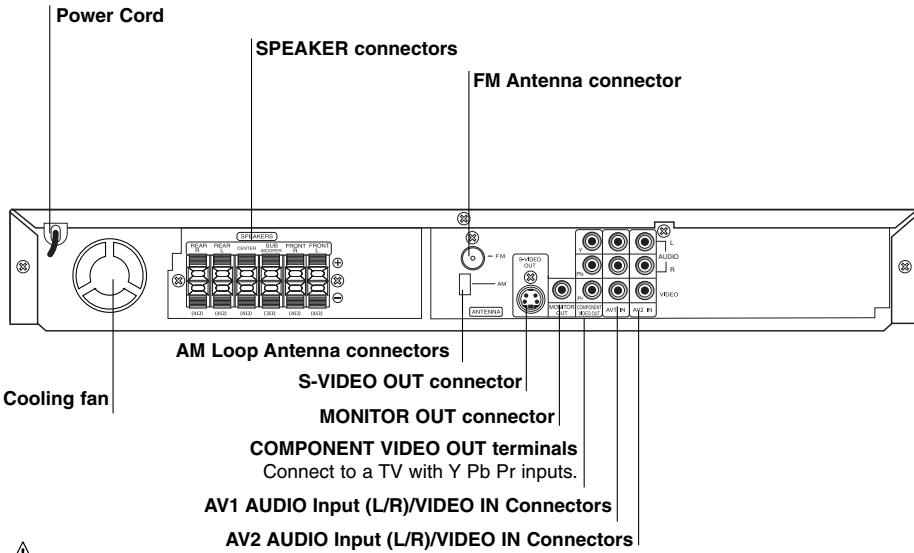 Power Cord
SPEAKER connectors
FM Antenna connector
SPEAKERS
REAR R
REAR L
CENTER
SUB WOOFER
FRONT R
FRONT L
(4Ω) (4Ω) (4Ω) (3Ω) (4Ω) (4Ω)
FM
AM
ANTENNA
S-VIDEO OUT
MONITOR OUT
Y
Pb
Pr
COMPONENT VIDEO OUT
AV1 IN
AV2 IN
L
AUDIO
R
VIDEO
AM Loop Antenna connectors
S-VIDEO OUT connector
Cooling fan
MONITOR OUT connector
COMPONENT VIDEO OUT terminals
Connect to a TV with Y Pb Pr inputs.
AV1 AUDIO Input (L/R)/VIDEO IN Connectors
AV2 AUDIO Input (L/R)/VIDEO IN Connectors